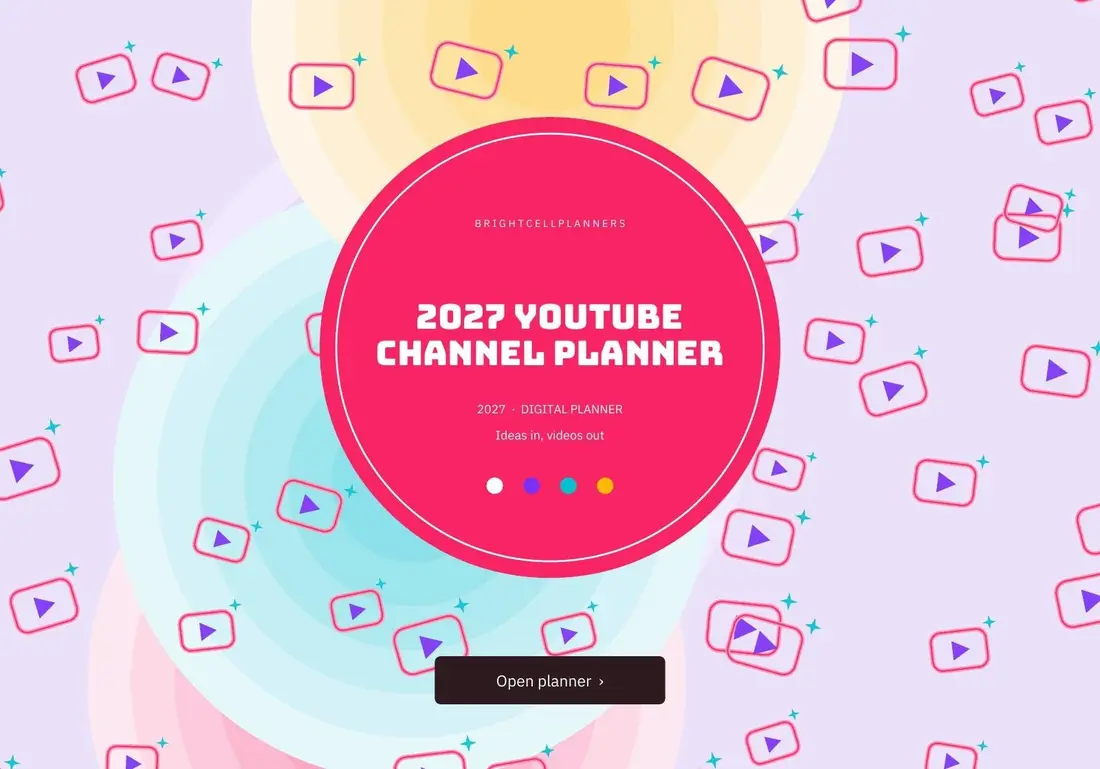 BRIGHTCELLPLANNERS
2027 YOUTUBE
CHANNEL PLANNER
2027 · DIGITAL PLANNER
Ideas in, videos out
Open planner ›